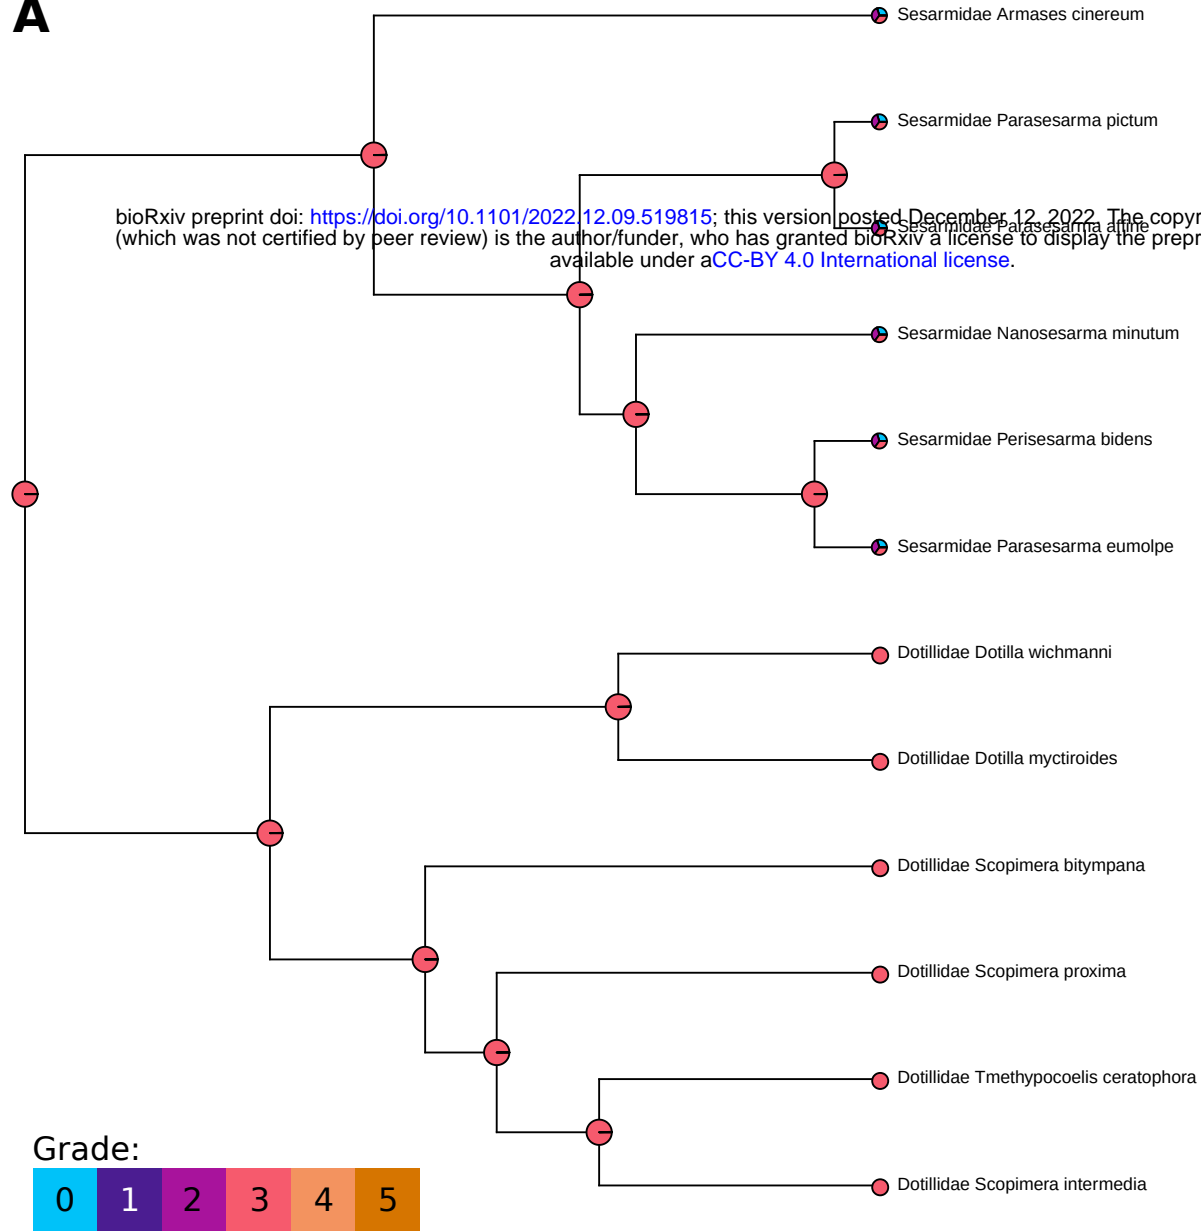 A
Sesarmidae Armases cinereum
Sesarmidae Parasesarma pictum
bioRxiv preprint doi: https://doi.org/10.1101/2022.12.09.519815; this version posted December 12, 2022. The copyr
Sesarmidae Parasesarma affine
(which was not certified by peer review) is the author/funder, who has granted bioRxiv a license to display the prepr
available under aCC-BY 4.0 International license.
Sesarmidae Nanosesarma minutum
Sesarmidae Perisesarma bidens
Sesarmidae Parasesarma eumolpe
Dotillidae Dotilla wichmanni
Dotillidae Dotilla myctiroides
Dotillidae Scopimera bitympana
Dotillidae Scopimera proxima
Dotillidae Tmethypocoelis ceratophora
Dotillidae Scopimera intermedia
Grade:
0 1 2 3 4 5